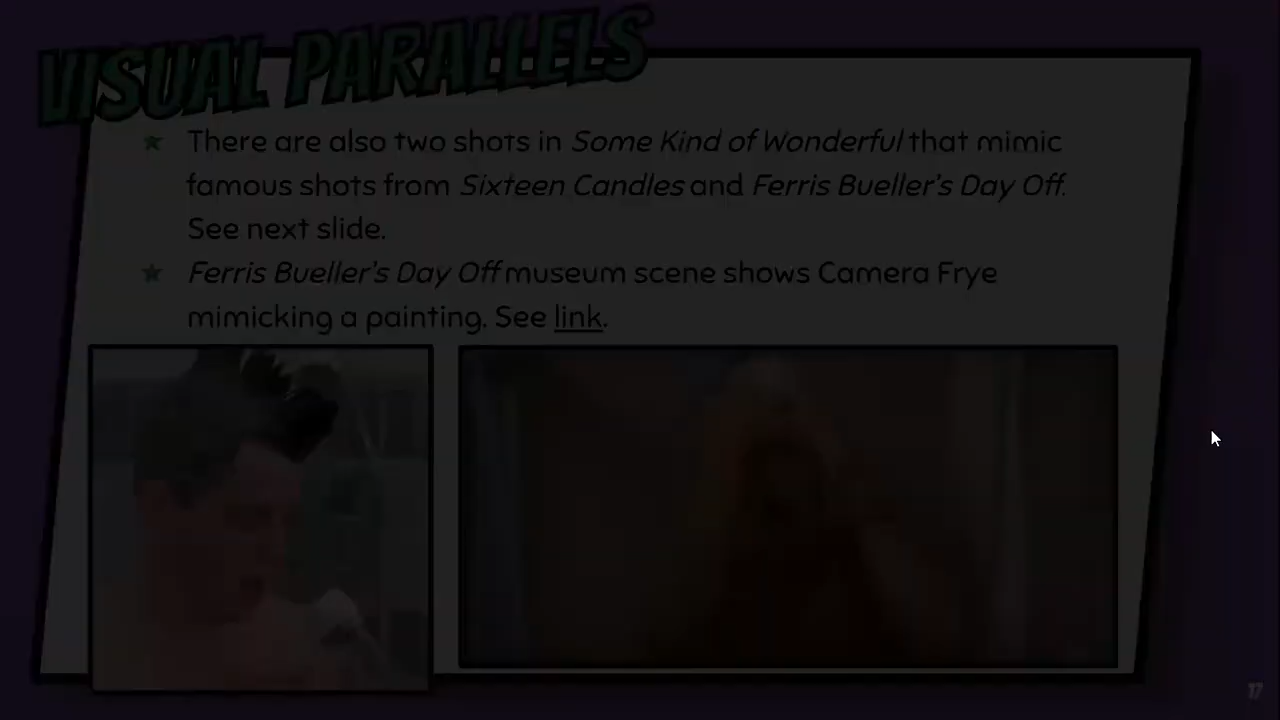 VISUAL PARALLELS
There are also two shots in Some Kind of Wonderful that mimic
famous shots from Sixteen Candles and Ferris Bueller's Day Off.
See next slide.
Ferris Bueller's Day Off museum scene shows Camera Frye
mimicking a painting. See link.
17